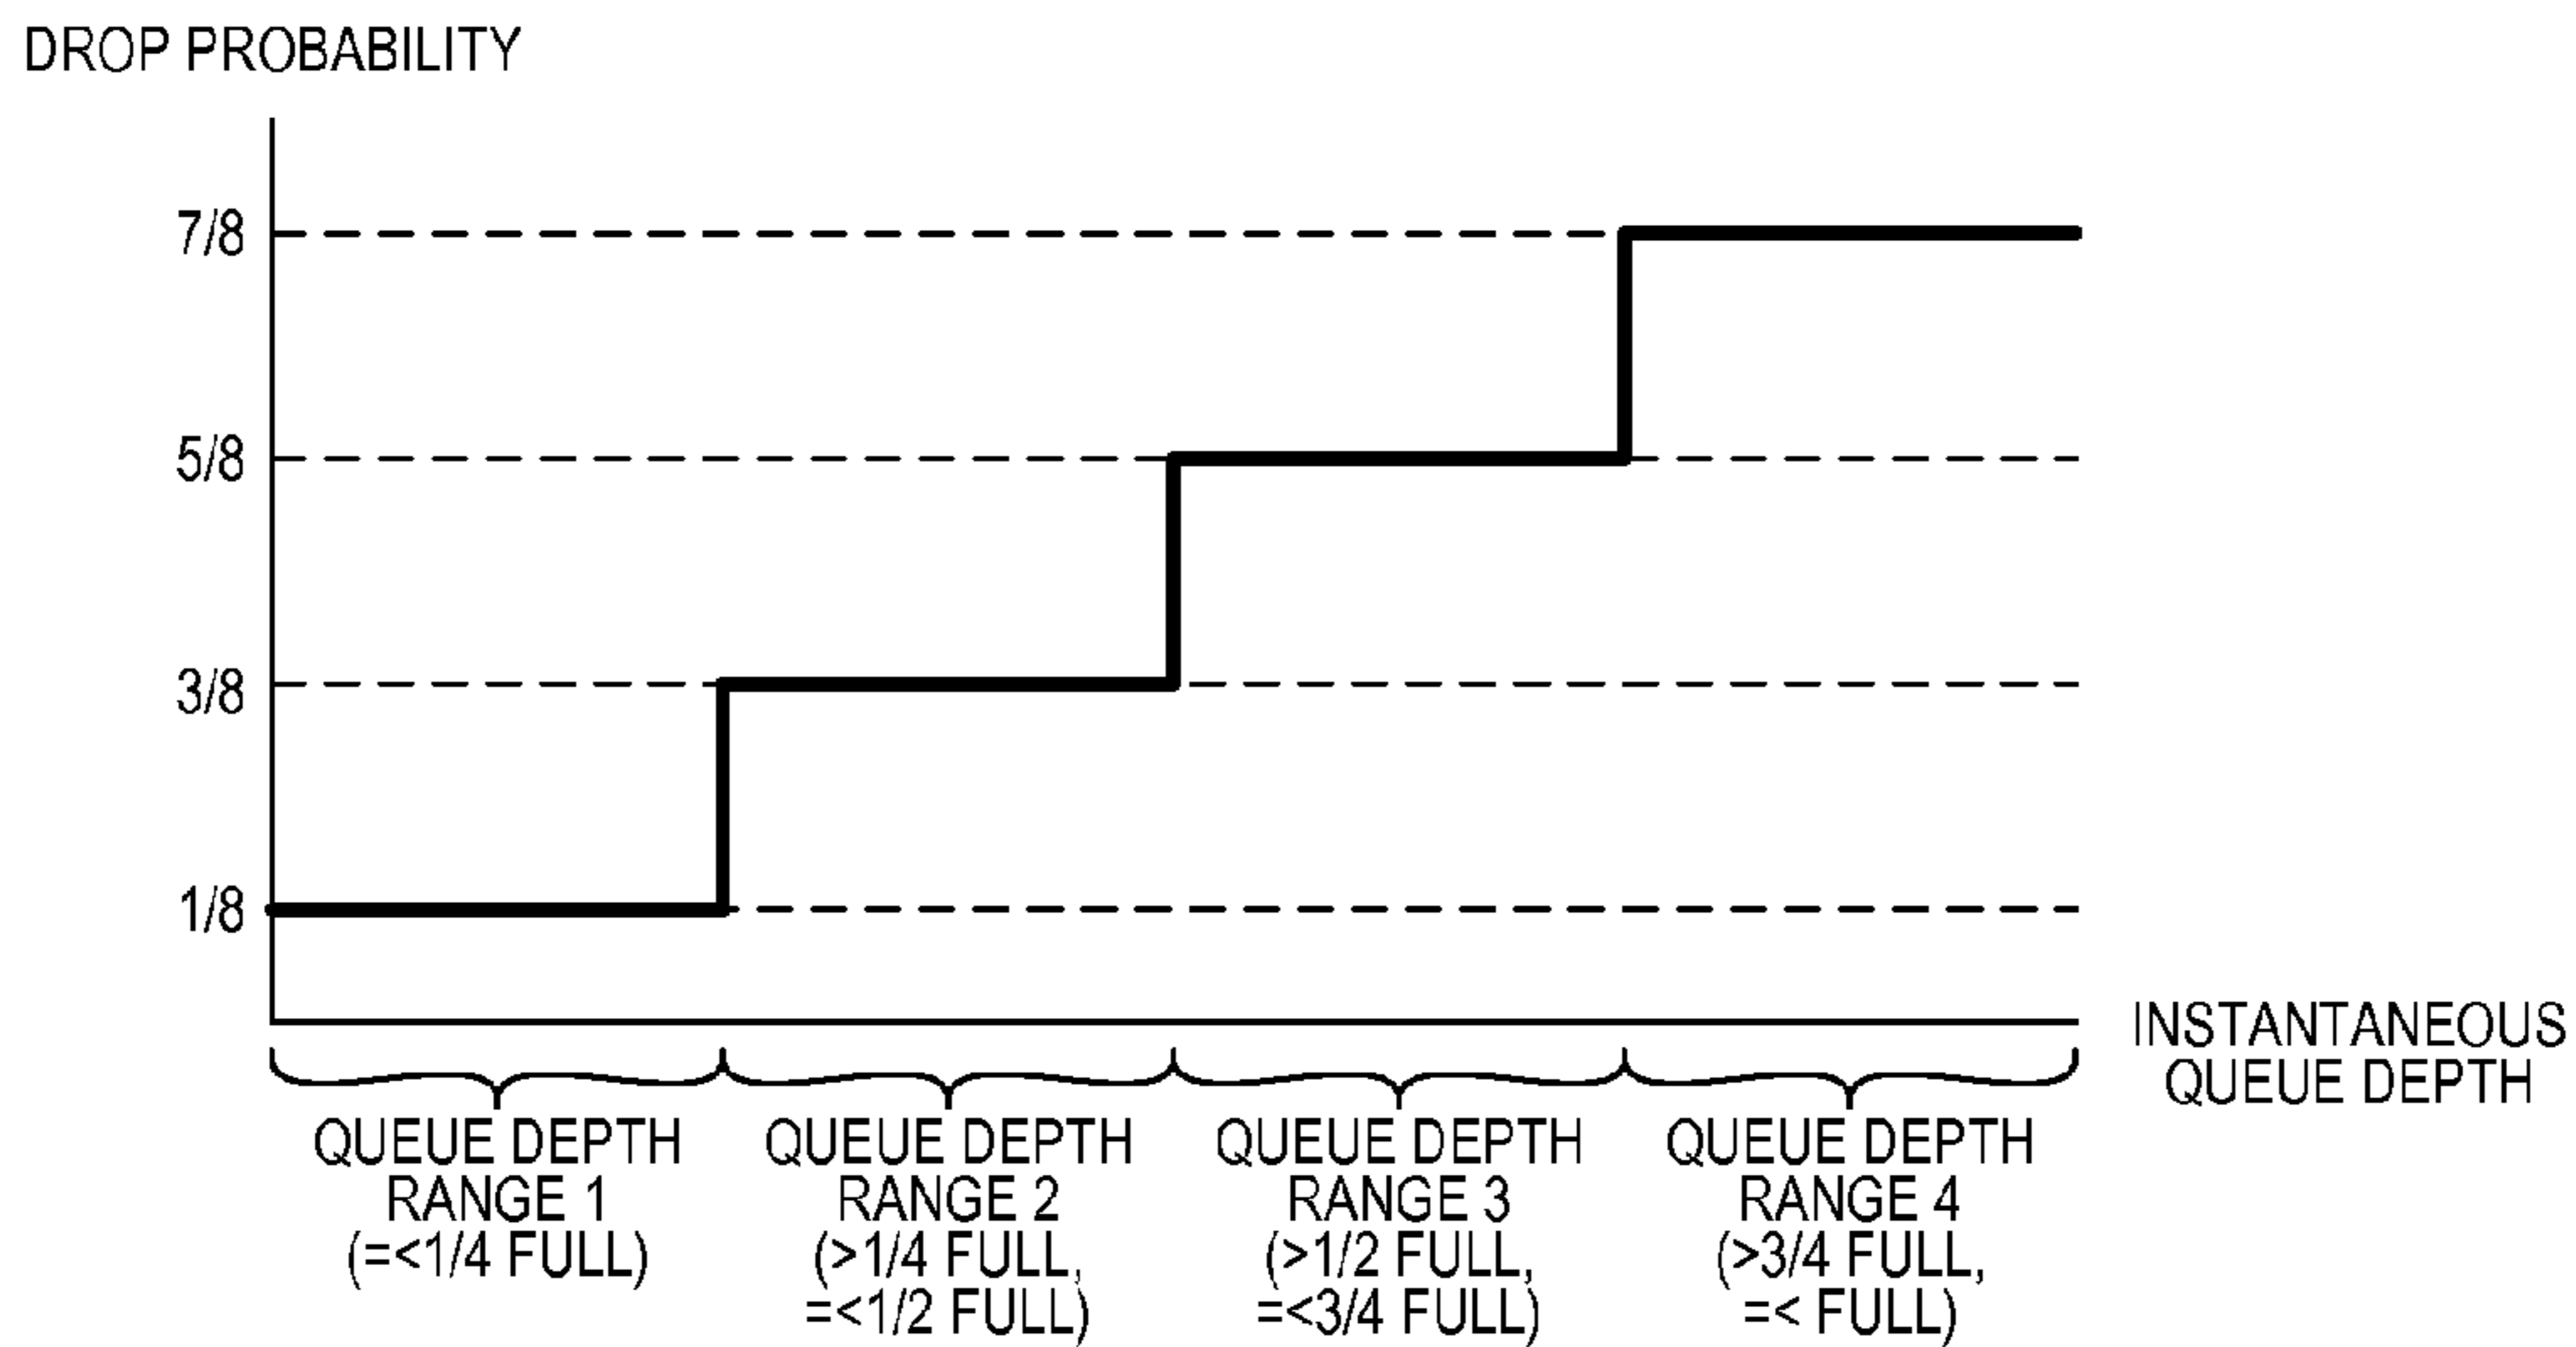 DROP PROBABILITY
7/8
5/8
3/8
1/8
INSTANTANEOUS
QUEUE DEPTH
QUEUE DEPTH
RANGE 1
(=<1/4 FULL)
QUEUE DEPTH
RANGE 2
(>1/4 FULL,
=<1/2 FULL)
QUEUE DEPTH
RANGE 3
(>1/2 FULL,
=<3/4 FULL)
QUEUE DEPTH
RANGE 4
(>3/4 FULL,
=< FULL)